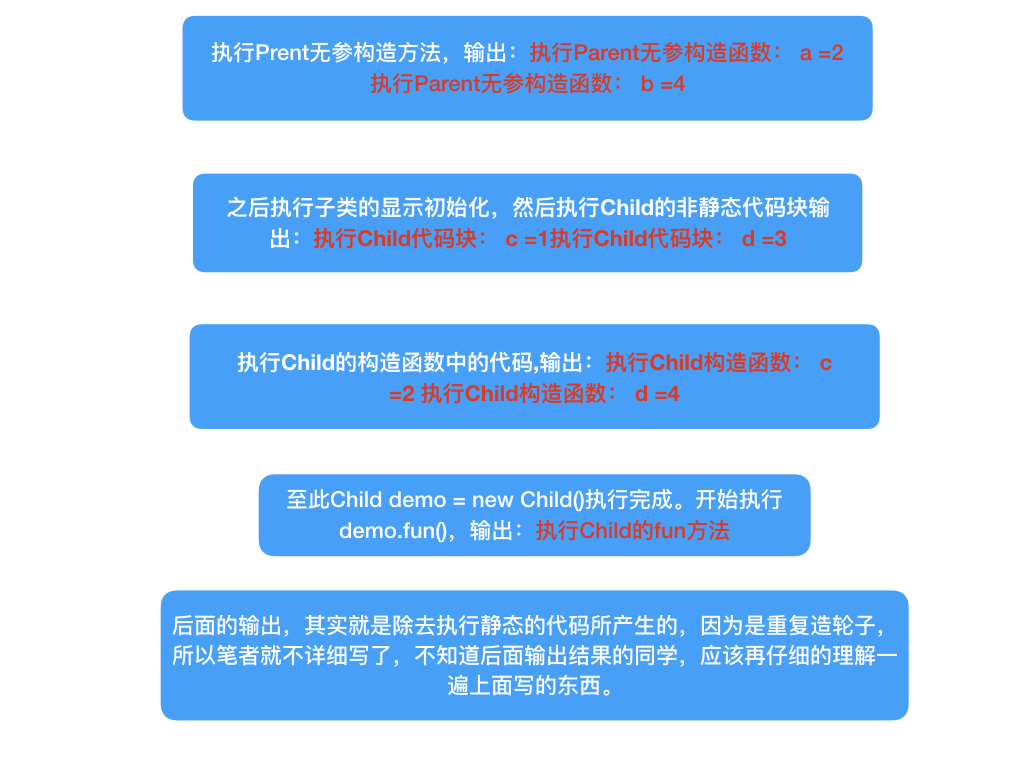 执行Prent无参构造方法，输出：执行Parent无参构造函数： a =2
执行Parent无参构造函数： b =4
之后执行子类的显示初始化，然后执行Child的非静态代码块输
出：执行Child代码块： c =1执行Child代码块： d =3
执行Child的构造函数中的代码,输出：执行Child构造函数： c
=2 执行Child构造函数： d =4
至此Child demo = new Child()执行完成。开始执行
demo.fun()，输出：执行Child的fun方法
后面的输出，其实就是除去执行静态的代码所产生的，因为是重复造轮子，
所以笔者就不详细写了，不知道后面输出结果的同学，应该再仔细的理解一
遍上面写的东西。